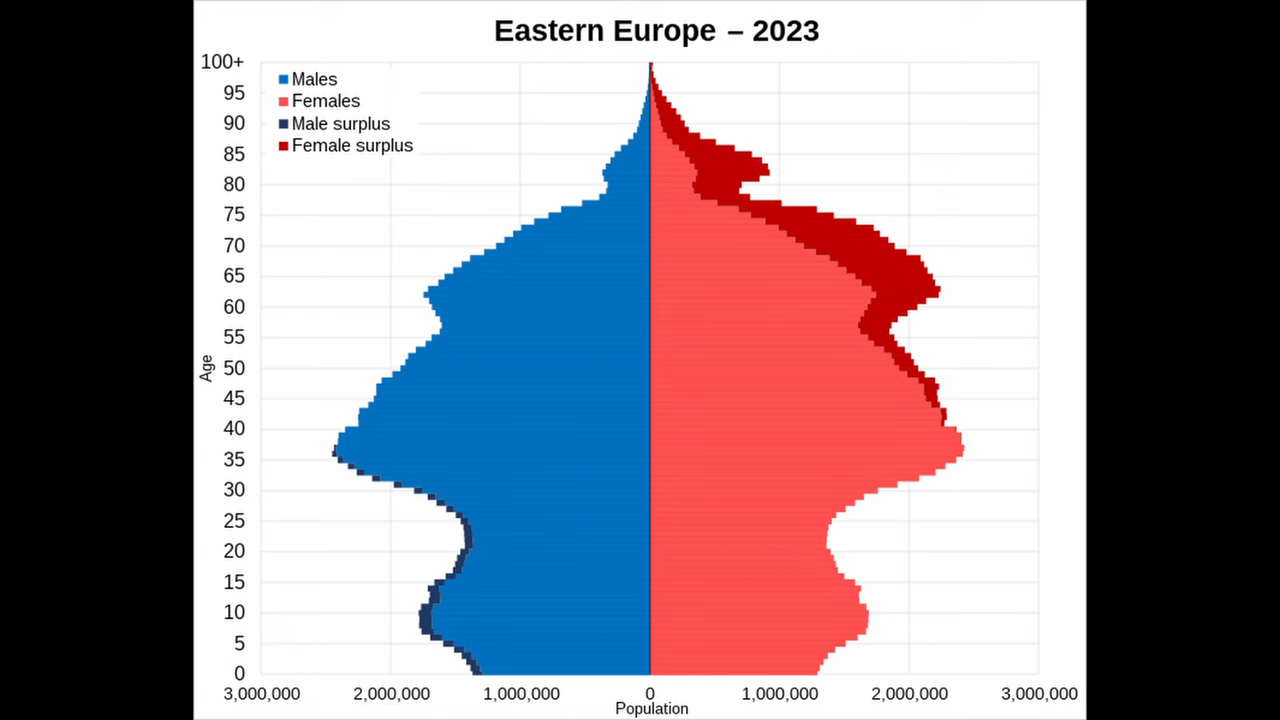 Eastern Europe – 2023
100+
Males
95
Females
90
Male surplus
Female surplus
85
80
75
70
65
60
55
50
Age
45
40
35
30
25
20
15
10
5
0
3,000,000 2,000,000 1,000,000 0 1,000,000 2,000,000 3,000,000
Population